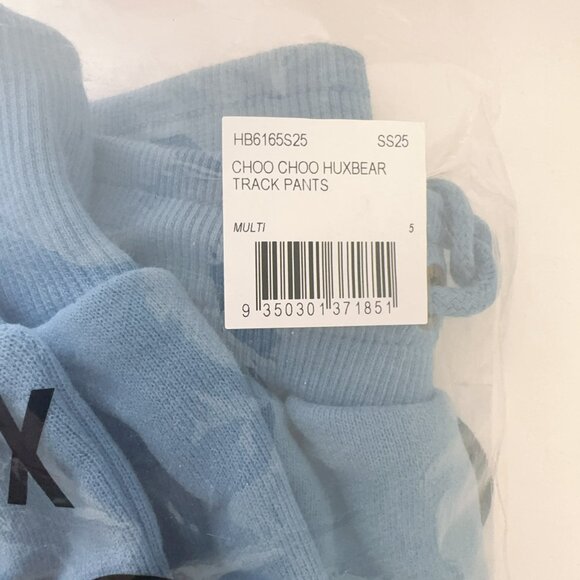 HB6165S25 SS25
CHOO CHOO HUXBEAR
TRACK PANTS
MULTI 5
9 350301 371851
X